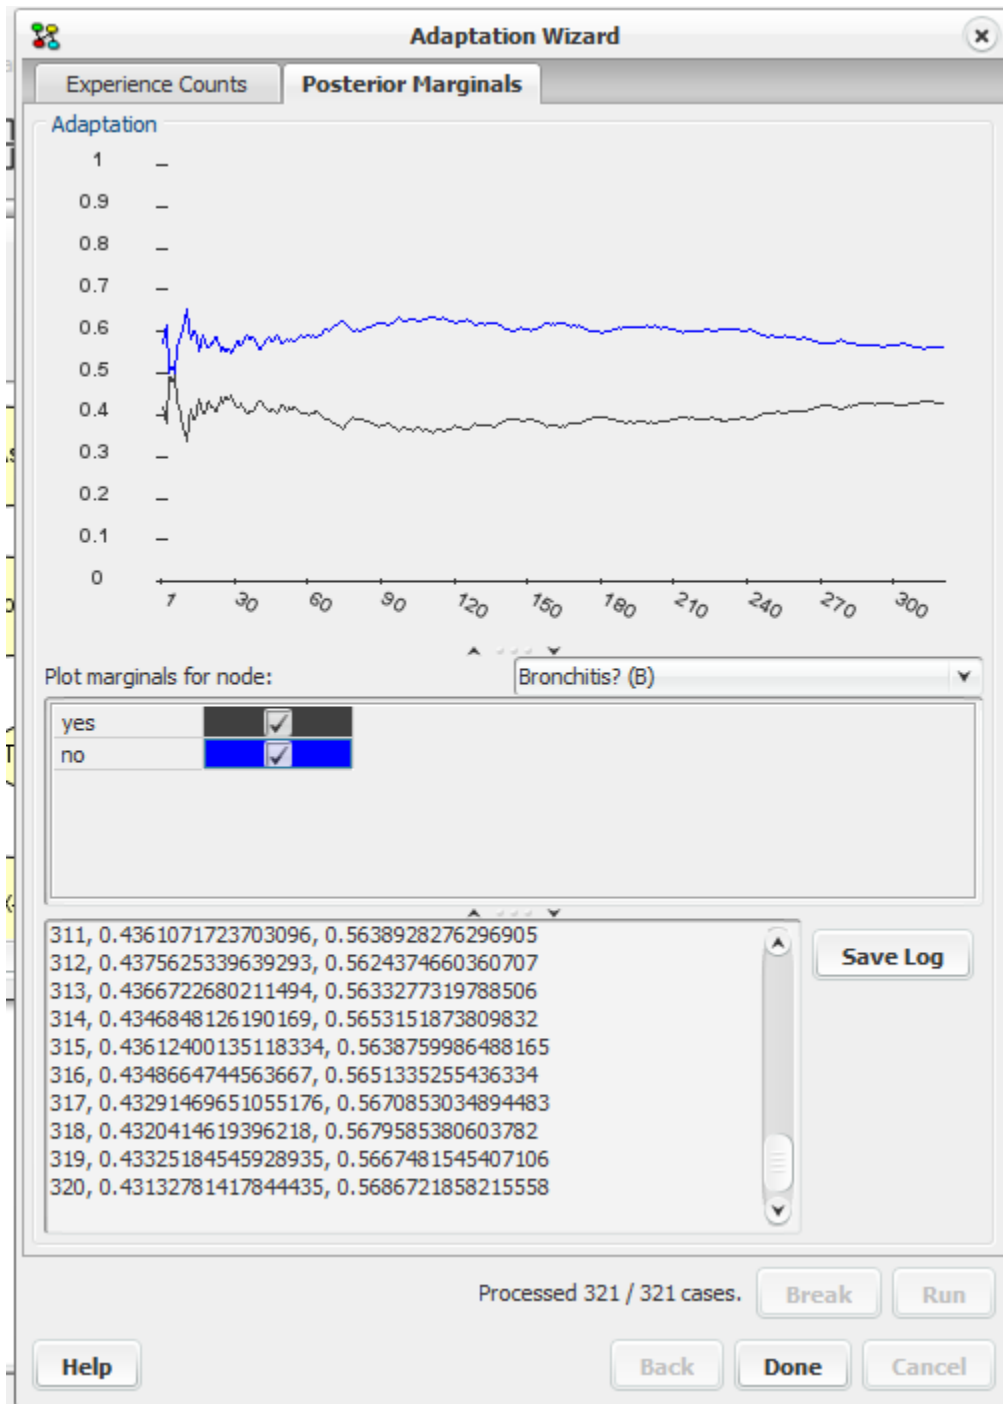 Adaptation Wizard
Experience Counts Posterior Marginals
Adaptation
1
0.9
0.8
0.7
0.6
0.5
0.4
0.3
0.2
0.1
0
1 30 60 90 120 150 180 210 240 270 300
Plot marginals for node: Bronchitis? (B)
yes
no
311, 0.4361071723703096, 0.5638928276296905
312, 0.4375625339639293, 0.5624374660360707
313, 0.4366722680211494, 0.5633277319788506
314, 0.4346848126190169, 0.5653151873809832
315, 0.43612400135118334, 0.5638759986488165
316, 0.4348664744563667, 0.5651335255436334
317, 0.43291469651055176, 0.5670853034894483
318, 0.4320414619396218, 0.56795853806​03782
319, 0.43325184545928935, 0.5667481545407106
320, 0.43132781417844435, 0.5686721858215558
Save Log
Processed 321 / 321 cases. Break Run
Help Back Done Cancel